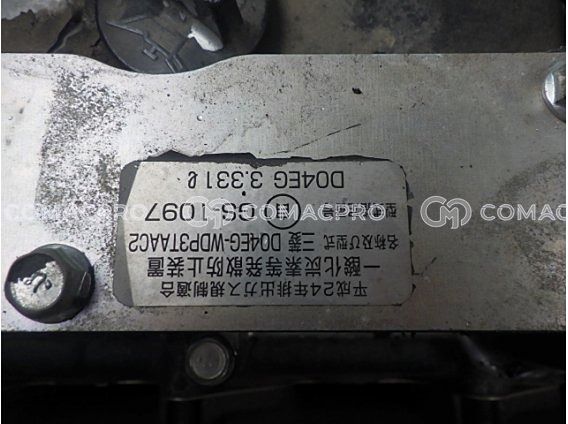 平成24年排出ガス規制適合
一酸化炭素等発散防止装置
名称及び型式 三菱 D04EG-WDP3TAAC2
GS 1097
D04EG 3.331ℓ
COMACPRO COMACPRO COMACPRO